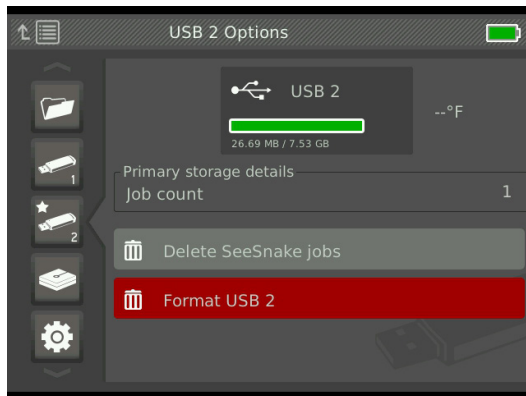 USB 2 Options
USB 2
26.69 MB / 7.53 GB
--°F
Primary storage details
Job count 1
1
2
Delete SeeSnake jobs
Format USB 2